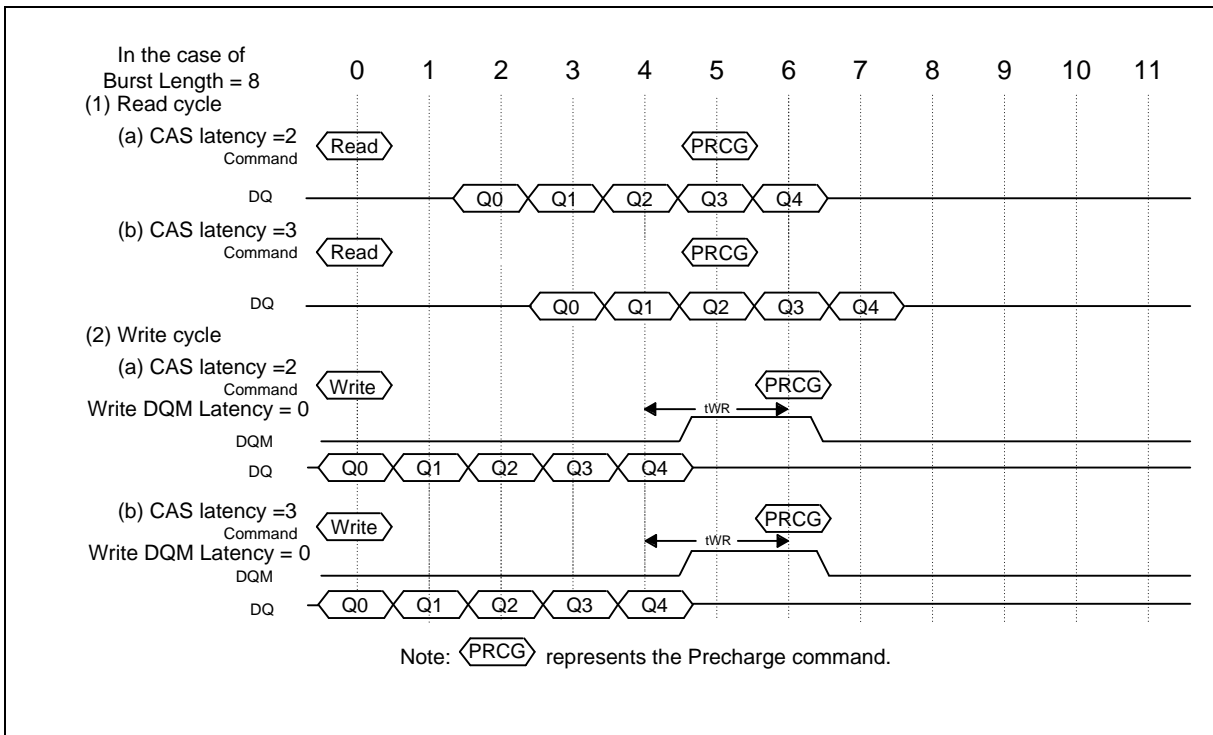 In the case of
Burst Length = 8
0 1 2 3 4 5 6 7 8 9 10 11
(1) Read cycle
(a) CAS latency =2
Command Read PRCG
DQ Q0 Q1 Q2 Q3 Q4
(b) CAS latency =3
Command Read PRCG
DQ Q0 Q1 Q2 Q3 Q4
(2) Write cycle
(a) CAS latency =2
Command Write PRCG
Write DQM Latency = 0 tWR
DQM
DQ Q0 Q1 Q2 Q3 Q4
(b) CAS latency =3
Command Write PRCG
Write DQM Latency = 0 tWR
DQM
DQ Q0 Q1 Q2 Q3 Q4
Note: PRCG represents the Precharge command.